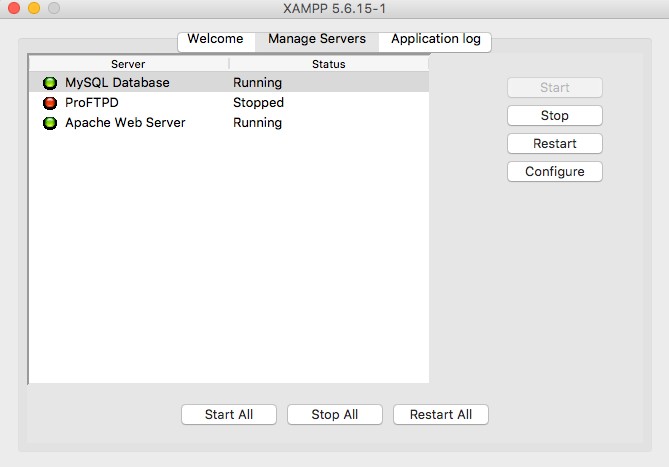 XAMPP 5.6.15-1
Welcome Manage Servers Application log
Server Status
MySQL Database Running
ProFTPD Stopped
Apache Web Server Running
Start
Stop
Restart
Configure
Start All Stop All Restart All